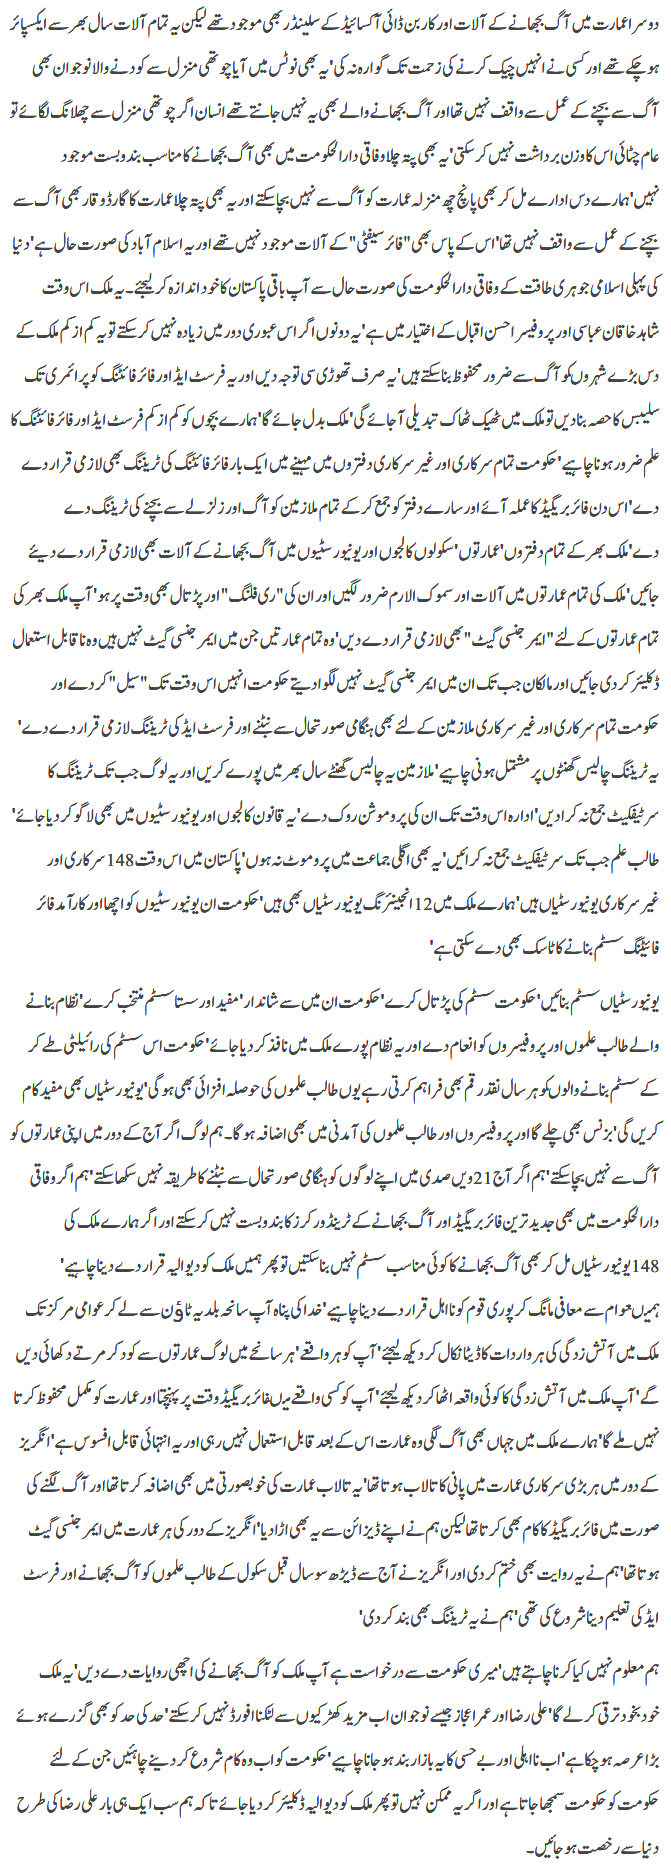 دوسرا عمارت میں آگ بجھانے کے آلات اور کاربن ڈائی آکسائیڈ کے سلینڈر بھی موجود تھے لیکن یہ تمام آلات سال بھر سے ایکسپائر
ہو چکے تھے اور کسی نے انہیں چیک کرنے کی زحمت تک گوارہ نہ کی' یہ بھی نوٹس میں آیا چوتھی منزل سے کودنے والا نوجوان بھی
آگ سے بچنے کے عمل سے واقف نہیں تھا اور آگ بجھانے والے بھی یہ نہیں جانتے تھے انسان اگر چوتھی منزل سے چھلانگ لگائے تو
عام چٹائی اس کا وزن برداشت نہیں کر سکتی' یہ بھی پتہ چلا وفاقی دارالحکومت میں بھی آگ بجھانے کا مناسب بندوبست موجود
نہیں' ہمارے دس ادارے مل کر بھی پانچ چھ منزلہ عمارت کو آگ سے نہیں بچا سکتے اور یہ بھی پتہ چلا عمارت کا گارڈ وقار بھی آگ سے
بچنے کے عمل سے واقف نہیں تھا' اس کے پاس بھی "فائر سیفٹی" کے آلات موجود نہیں تھے اور یہ اسلام آباد کی صورت حال ہے' دنیا
کی پہلی اسلامی جوہری طاقت کے وفاقی دارالحکومت کی صورت حال سے آپ باقی پاکستان کا خود اندازہ کر لیجئے۔ یہ ملک اس وقت
شاہد خاقان عباسی اور پروفیسر احسن اقبال کے اختیار میں ہے' یہ دونوں اگر اس عبوری دور میں زیادہ نہیں کر سکتے تو یہ کم از کم ملک کے
دس بڑے شہروں کو آگ سے ضرور محفوظ بنا سکتے ہیں' یہ صرف تھوڑی سی توجہ دیں اور یہ فرسٹ ایڈ اور فائر فائٹنگ کو پرائمری تک
سلیبس کا حصہ بنا دیں تو ملک میں ٹھیک ٹھاک تبدیلی آ جائے گی' ملک بدل جائے گا' ہمارے بچوں کو کم از کم فرسٹ ایڈ اور فائر فائٹنگ کا
علم ضرور ہونا چاہیے' حکومت تمام سرکاری اور غیر سرکاری دفتروں میں مہینے میں ایک بار فائر فائٹنگ کی ٹریننگ بھی لازمی قرار دے
دے' اس دن فائر بریگیڈ کا عملہ آئے اور سارے دفتر کو جمع کر کے تمام ملازمین کو آگ اور زلزلے سے بچنے کی ٹریننگ دے
دے' ملک بھر کے تمام دفتروں' عمارتوں' سکولوں کالجوں اور یونیورسٹیوں میں آگ بجھانے کے آلات بھی لازمی قرار دے دیئے
جائیں' ملک کی تمام عمارتوں میں آلات اور سموک الارم ضرور لگیں اور ان کی "ری فلنگ" اور پڑتال بھی وقت پر ہو' آپ ملک بھر کی
تمام عمارتوں کے لئے "ایمرجنسی گیٹ" بھی لازمی قرار دے دیں' وہ تمام عمارتیں جن میں ایمرجنسی گیٹ نہیں ہیں وہ ناقابل استعمال
ڈکلیئر کر دی جائیں اور مالکان جب تک ان میں ایمرجنسی گیٹ نہیں لگوا دیتے حکومت انہیں اس وقت تک "سیل" کر دے اور
حکومت تمام سرکاری اور غیر سرکاری ملازمین کے لئے بھی ہنگامی صورتحال سے نبٹنے اور فرسٹ ایڈ کی ٹریننگ لازمی قرار دے دے'
یہ ٹریننگ چالیس گھنٹوں پر مشتمل ہونی چاہیے' ملازمین یہ چالیس گھنٹے سال بھر میں پورے کریں اور یہ لوگ جب تک ٹریننگ کا
سرٹیفکیٹ جمع نہ کرا دیں' ادارہ اس وقت تک ان کی پروموشن روک دے' یہ قانون کالجوں اور یونیورسٹیوں میں بھی لاگو کر دیا جائے'
طالب علم جب تک سرٹیفکیٹ جمع نہ کرائیں' یہ بھی اگلی جماعت میں پروموٹ نہ ہوں' پاکستان میں اس وقت 148 سرکاری اور
غیر سرکاری یونیورسٹیاں ہیں' ہمارے ملک میں 12 انجینئرنگ یونیورسٹیاں بھی ہیں' حکومت ان یونیورسٹیوں کو اچھا اور کارآمد فائر
فائیٹنگ سسٹم بنانے کا ٹاسک بھی دے سکتی ہے'
یونیورسٹیاں سسٹم بنائیں' حکومت سسٹم کی پڑتال کرے' حکومت ان میں سے شاندار' مفید اور سستا سسٹم منتخب کرے' نظام بنانے
والے طالب علموں اور پروفیسروں کو انعام دے اور یہ نظام پورے ملک میں نافذ کر دیا جائے' حکومت اس سسٹم کی رائیلٹی طے کر
کے سسٹم بنانے والوں کو ہر سال نقد رقم بھی فراہم کرتی رہے یوں طالب علموں کی حوصلہ افزائی بھی ہو گی' یونیورسٹیاں بھی مفید کام
کریں گی' بزنس بھی چلے گا اور پروفیسروں اور طالب علموں کی آمدنی میں بھی اضافہ ہو گا۔ ہم لوگ اگر آج کے دور میں اپنی عمارتوں کو
آگ سے نہیں بچا سکتے' ہم اگر آج 21 ویں صدی میں اپنے لوگوں کو ہنگامی صورتحال سے نبٹنے کا طریقہ نہیں سکھا سکتے' ہم اگر وفاقی
دارالحکومت میں بھی جدید ترین فائر بریگیڈ اور آگ بجھانے کے ٹرینڈ ورکرز کا بندوبست نہیں کر سکتے اور اگر ہمارے ملک کی
148 یونیورسٹیاں مل کر بھی آگ بجھانے کا کوئی مناسب سسٹم نہیں بنا سکتیں تو پھر ہمیں ملک کو دیوالیہ قرار دے دینا چاہیے'
ہمیں عوام سے معافی مانگ کر پوری قوم کو نااہل قرار دے دینا چاہیے' خدا کی پناہ آپ سانحہ بلدیہ ٹاؤن سے لے کر عوامی مرکز تک
ملک میں آتش زدگی کی ہر واردات کا ڈیٹا نکال کر دیکھ لیجئے' آپ کو ہر واقعے' ہر سانحے میں لوگ عمارتوں سے کود کر مرتے دکھائی دیں
گے' آپ ملک میں آتش زدگی کا کوئی واقعہ اٹھا کر دیکھ لیجئے' آپ کو کسی واقعے میں فائر بریگیڈ وقت پر پہنچتا اور عمارت کو مکمل محفوظ کرتا
نہیں ملے گا' ہمارے ملک میں جہاں بھی آگ لگی وہ عمارت اس کے بعد قابل استعمال نہیں رہی اور یہ انتہائی قابل افسوس ہے' انگریز
کے دور میں ہر بڑی سرکاری عمارت میں پانی کا تالاب ہوتا تھا' یہ تالاب عمارت کی خوبصورتی میں بھی اضافہ کرتا تھا اور آگ لگنے کی
صورت میں فائر بریگیڈ کا کام بھی کرتا تھا لیکن ہم نے اپنے ڈیزائن سے یہ بھی اڑا دیا' انگریز کے دور کی ہر عمارت میں ایمرجنسی گیٹ
ہوتا تھا' ہم نے یہ روایت بھی ختم کر دی اور انگریز نے آج سے ڈیڑھ سو سال قبل سکول کے طالب علموں کو آگ بجھانے اور فرسٹ
ایڈ کی تعلیم دینا شروع کی تھی' ہم نے یہ ٹریننگ بھی بند کر دی'
ہم معلوم نہیں کیا کرنا چاہتے ہیں' میری حکومت سے درخواست ہے آپ ملک کو آگ بجھانے کی اچھی روایات دے دیں' یہ ملک
خود بخود ترقی کر لے گا' علی رضا اور عمر اعجاز جیسے نوجوان اب مزید کھڑکیوں سے لٹکنا افورڈ نہیں کر سکتے' حد کی حد کو بھی گزرے ہوئے
بڑا عرصہ ہو چکا ہے' اب نااہلی اور بے حسی کا یہ بازار بند ہو جانا چاہیے' حکومت کو اب وہ کام شروع کر دینے چاہئیں جن کے لئے
حکومت کو حکومت سمجھا جاتا ہے اور اگر یہ ممکن نہیں تو پھر ملک کو دیوالیہ ڈکلیئر کر دیا جائے تاکہ ہم سب ایک ہی بار علی رضا کی طرح
دنیا سے رخصت ہو جائیں۔